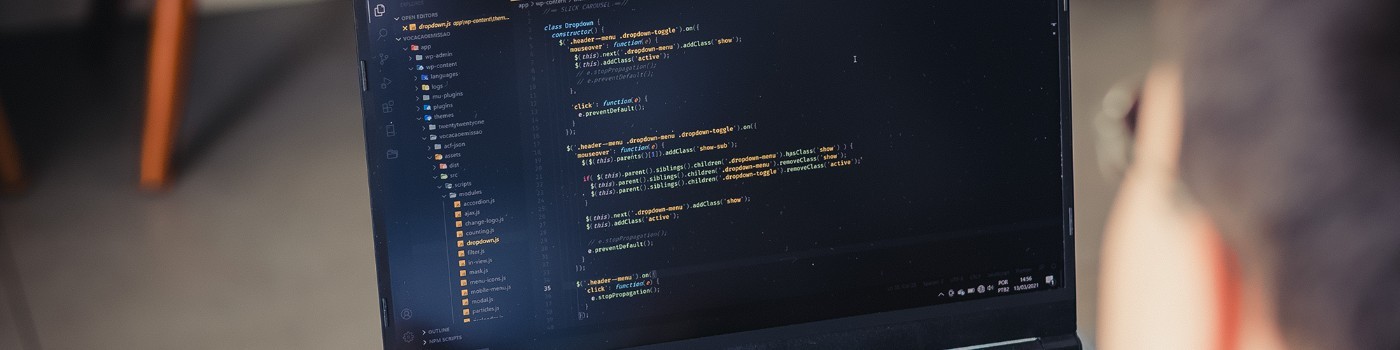 OPEN EDITORS
dropdown.js app\wp-content\them...
VOCACAOEMISSAO
app
wp-admin
wp-content
languages
logs
mu-plugins
plugins
themes
twentytwentyone
vocacaoemissao
acf-json
assets
dist
src
scripts
modules
accordion.js
ajax.js
change-logo.js
counting.js
dropdown.js
filter.js
in-view.js
mask.js
menu-icons.js
mobile-menu.js
modal.js
particles.js
OUTLINE
NPM SCRIPTS
app > wp-content >
//== SLICK CAROUSEL ==//
class Dropdown {
constructor() {
$('.header--menu .dropdown-toggle').on({
'mouseover': function(e) {
$(this).next('.dropdown-menu').addClass('show');
$(this).addClass('active');
// e.stopPropagation();
// e.preventDefault();
},
'click': function(e) {
e.preventDefault();
}
});
$('.header--menu .dropdown-menu .dropdown-toggle').on({
'mouseover': function(e) {
$($(this).parents()[1]).addClass('show-sub');
if( $(this).parent().siblings().children('.dropdown-menu').hasClass('show') ) {
$(this).parent().siblings().children('.dropdown-menu').removeClass('show');
$(this).parent().siblings().children('.dropdown-toggle').removeClass('active');
}
$(this).next('.dropdown-menu').addClass('show');
$(this).addClass('active');
// e.stopPropagation();
e.preventDefault();
}
});
35 $('.header--menu').on({
'click': function(e) {
e.stopPropagation();
}
});
POR
PTB2
14:56
13/03/2021